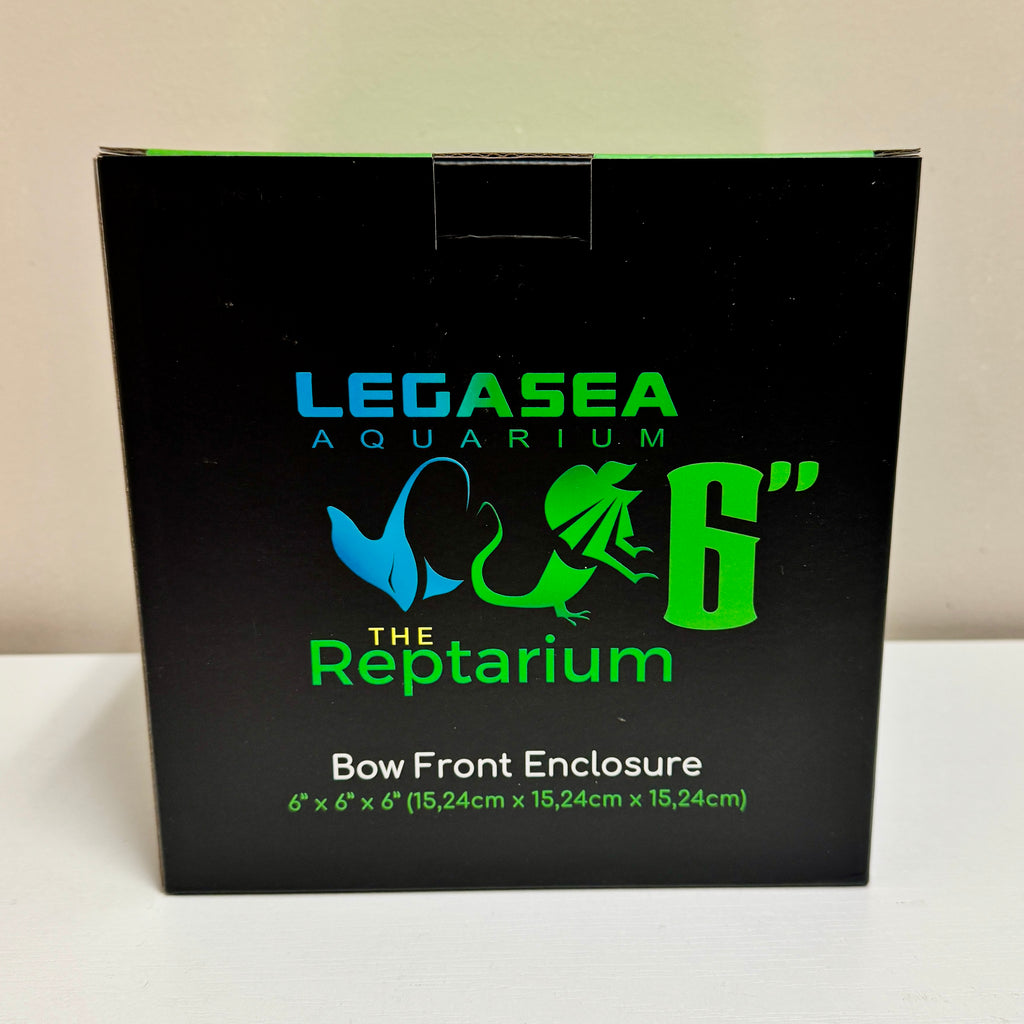 LEGASEA
AQUARIUM
6”
THE
Reptarium
Bow Front Enclosure
6” x 6” x 6” (15,24cm x 15,24cm x 15,24cm)